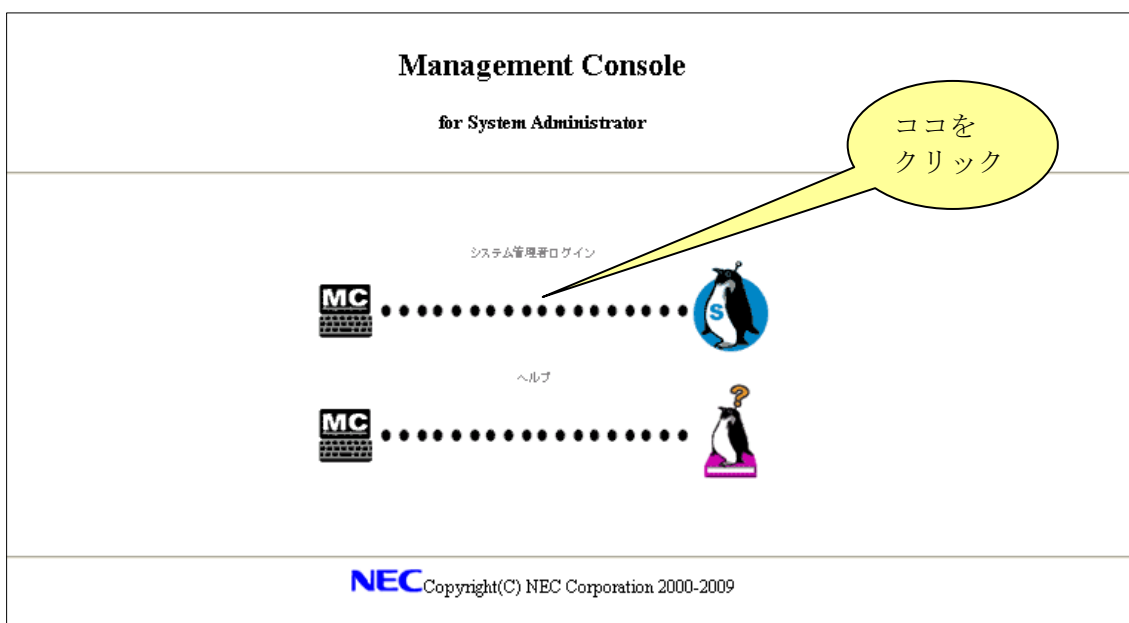 Management Console
for System Administrator
ココを
クリック
システム管理者ログイン
MC
S
ヘルプ
MC
?
NEC Copyright(C) NEC Corporation 2000-2009